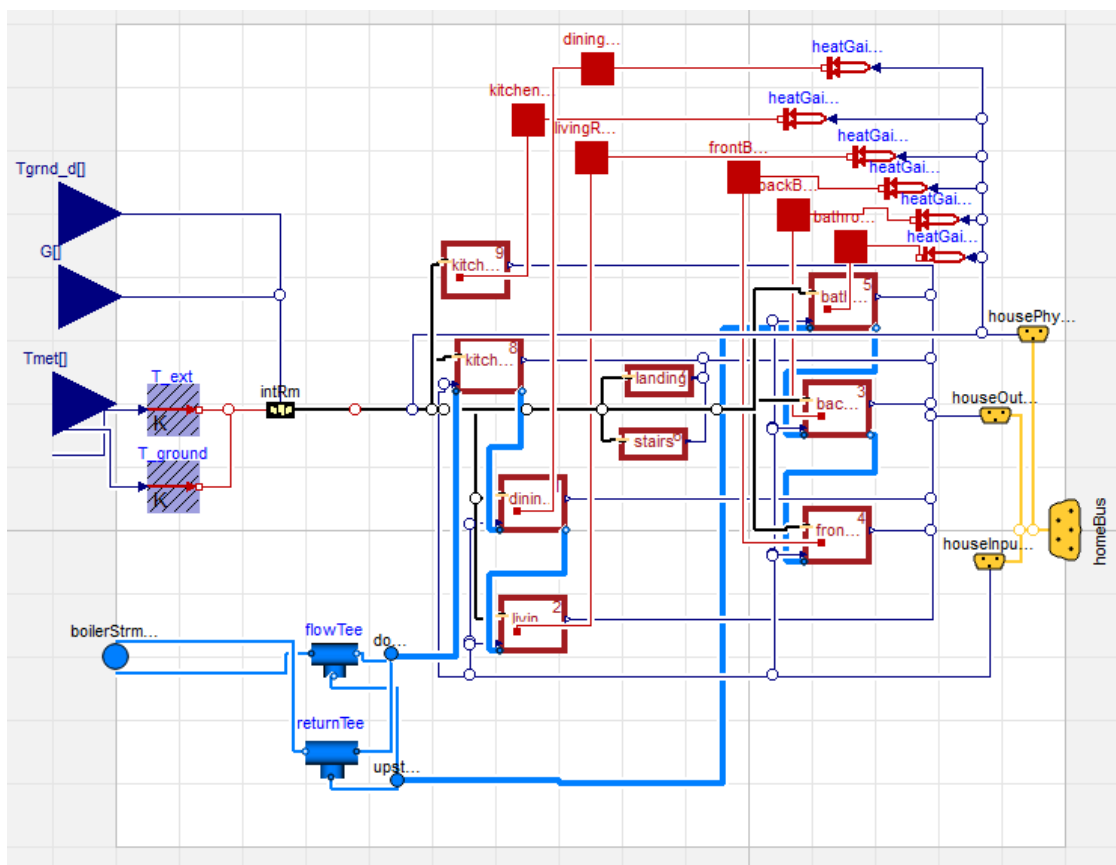 dining...
heatGai...
kitchen...
heatGai...
livingR...
heatGai...
frontB...
heatGai...
backB...
heatGai...
bathro...
heatGai...
Tgrnd_d[]
G[]
Tmet[]
T_ext
K
T_ground
K
intRm
9
kitch...
8
kitch...
landing
7
stairs
6
5
bat...
3
bac...
4
fron...
dinin...
2
livin...
housePhy...
houseOut...
houseInpu...
homeBus
boilerStrm...
flowTee
do...
returnTee
upst...